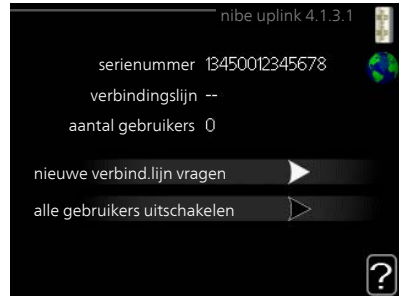 nibe uplink 4.1.3.1
serienummer 13450012345678
verbindingslijn --
aantal gebruikers 0
nieuwe verbind.lijn vragen
alle gebruikers uitschakelen
?